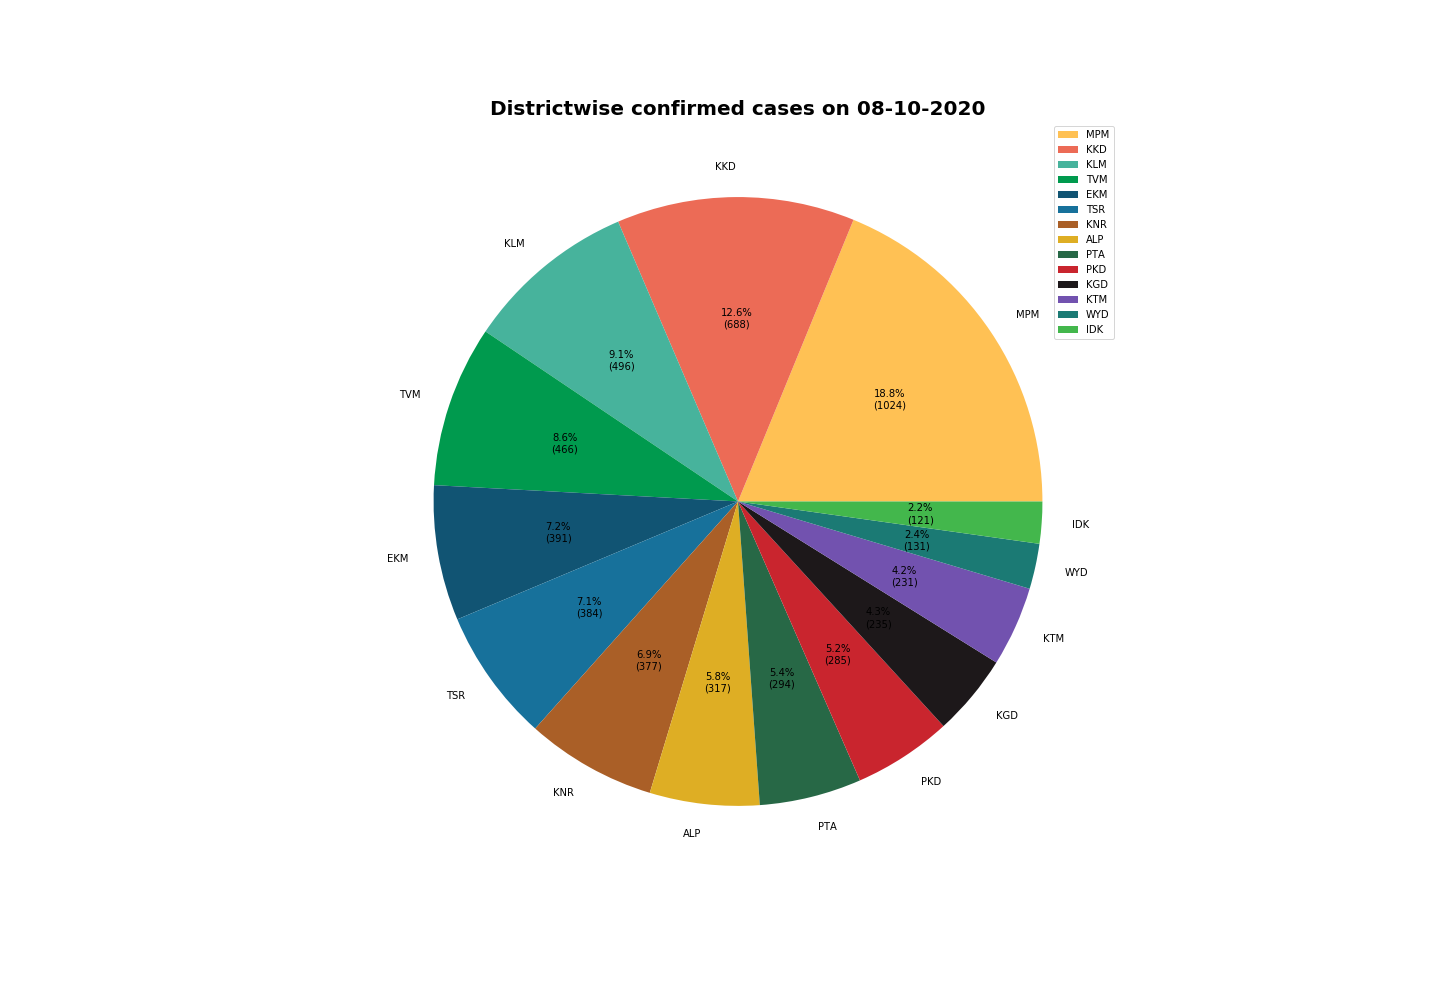 Districtwise confirmed cases on 08-10-2020
MPM
KKD
KLM
TVM
EKM
TSR
KNR
ALP
PTA
PKD
KGD
KTM
WYD
IDK
MPM
18.8%
(1024)
KKD
12.6%
(688)
KLM
9.1%
(496)
TVM
8.6%
(466)
EKM
7.2%
(391)
TSR
7.1%
(384)
KNR
6.9%
(377)
ALP
5.8%
(317)
PTA
5.4%
(294)
PKD
5.2%
(285)
KGD
4.3%
(235)
KTM
4.2%
(231)
WYD
2.4%
(131)
IDK
2.2%
(121)